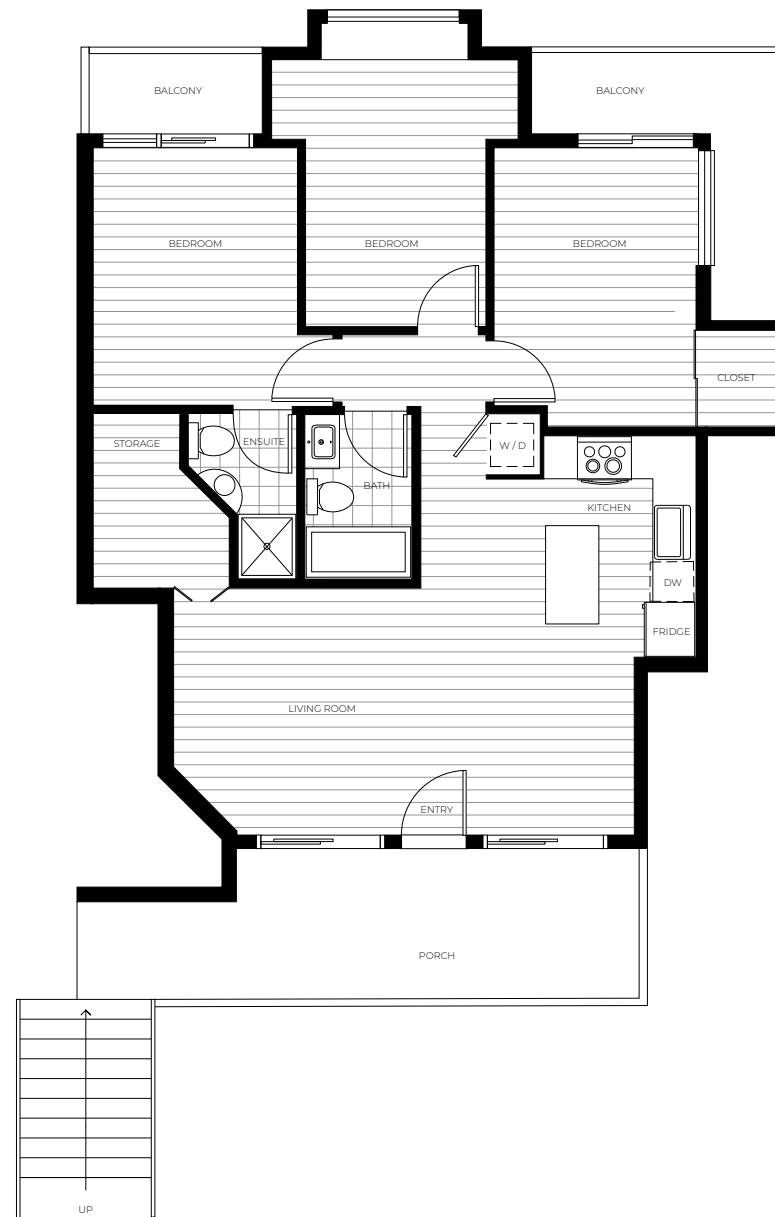 BALCONY
BALCONY
BEDROOM
BEDROOM
BEDROOM
CLOSET
STORAGE
ENSUITE
W / D
BATH
KITCHEN
DW
FRIDGE
LIVING ROOM
ENTRY
PORCH
UP